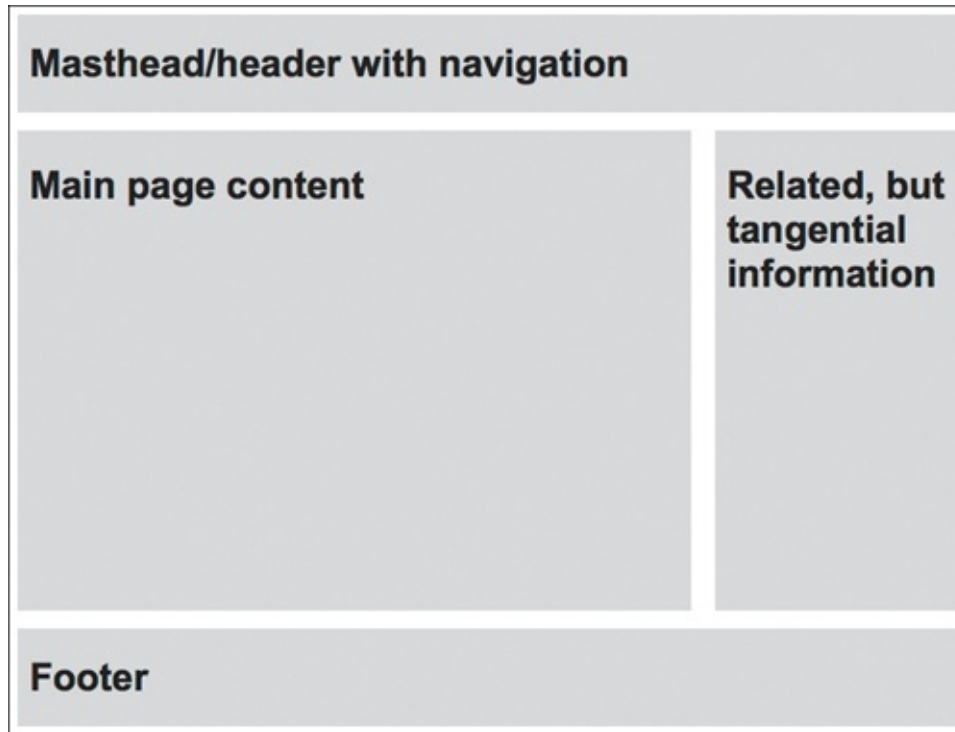 Masthead/header with navigation
Main page content
Related, but
tangential
information
Footer